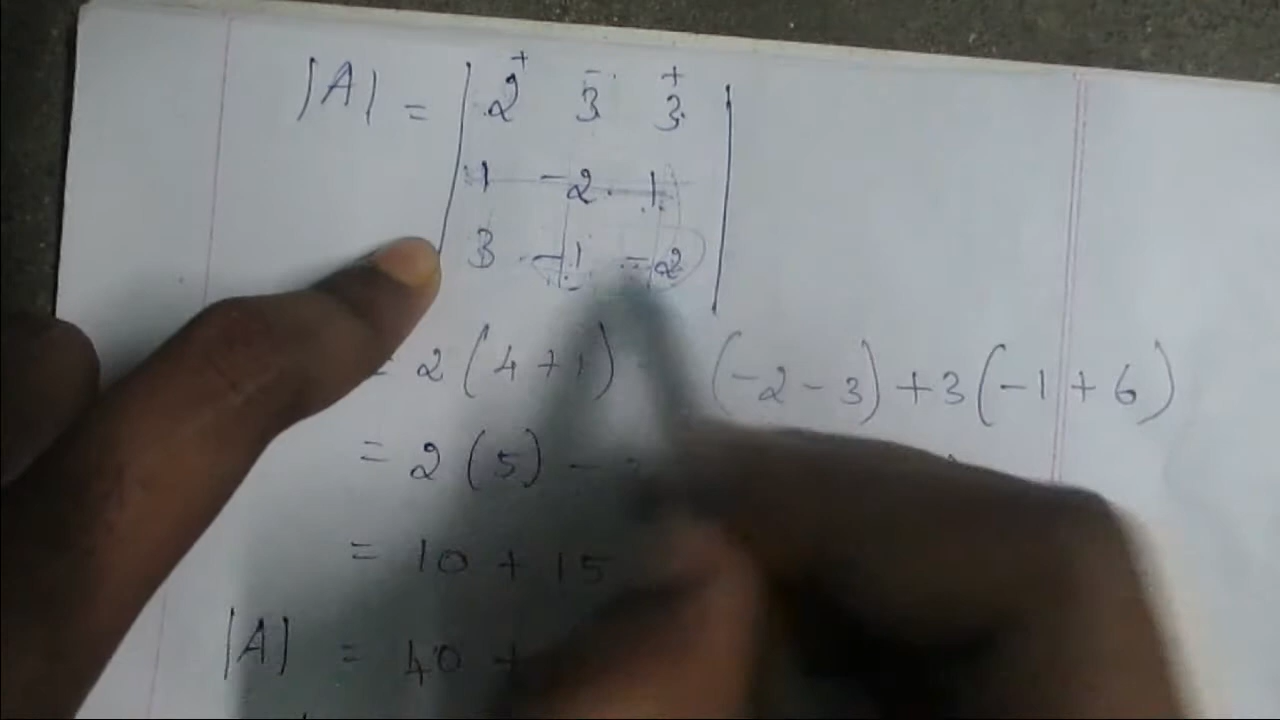 |A| = | 2⁺ 3⁻ 3⁺ |
1 -2 1
3 -1 -2
= 2(4+1) (-2-3)+3(-1+6)
= 2(5) -
= 10 + 15
|A| = 40